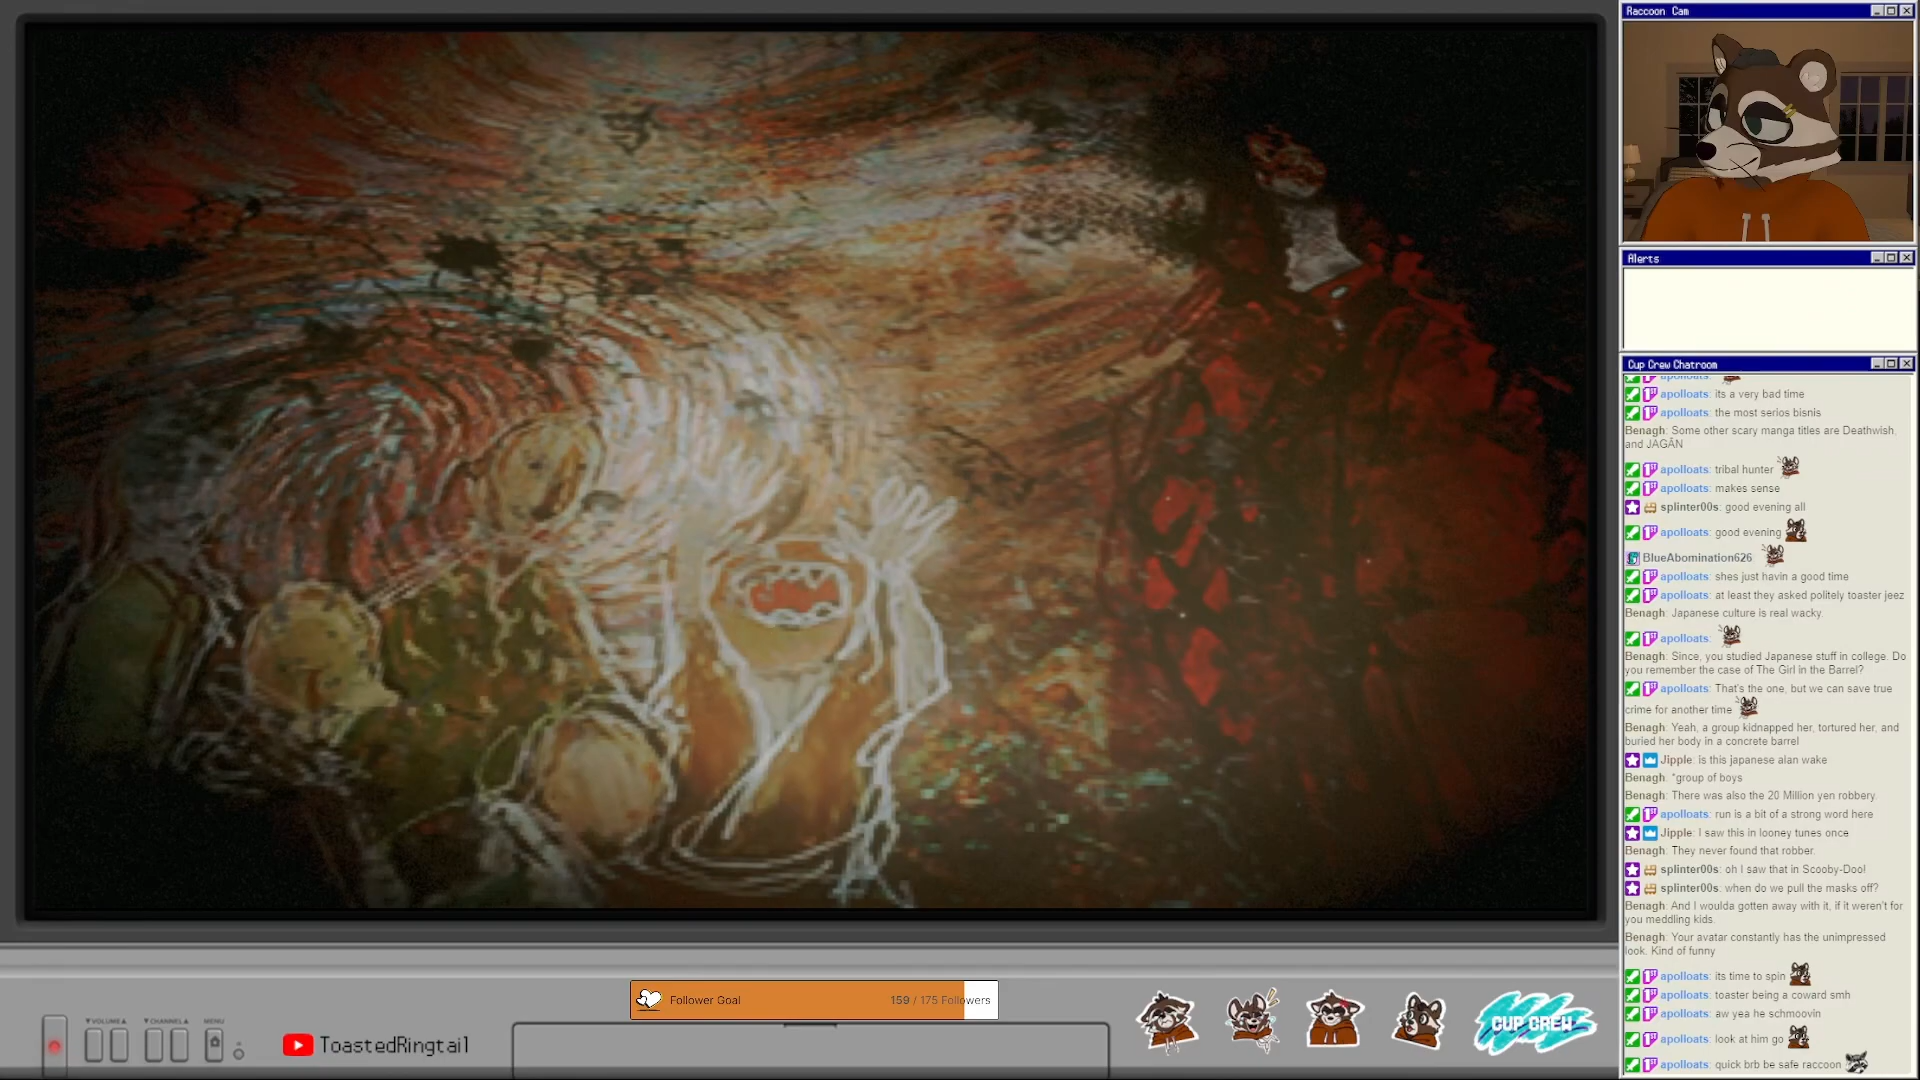 Raccoon Cam
Alerts
Cup Crew Chatroom
apolloats:
apolloats: its a very bad time
apolloats: the most serios bisnis
Benagh: Some other scary manga titles are Deathwish,
and JAGĀN
apolloats: tribal hunter
apolloats: makes sense
splinter00s: good evening all
apolloats: good evening
BlueAbomination626
apolloats: shes just havin a good time
apolloats: at least they asked politely toaster jeez
Benagh: Japanese culture is real wacky.
apolloats:
Benagh: Since, you studied Japanese stuff in college. Do
you remember the case of The Girl in the Barrel?
apolloats: That's the one, but we can save true
crime for another time
Benagh: Yeah, a group kidnapped her, tortured her, and
buried her body in a concrete barrel
Jipple: is this japanese alan wake
Benagh: *group of boys
Benagh: There was also the 20 Million yen robbery.
apolloats: run is a bit of a strong word here
Jipple: I saw this in looney tunes once
Benagh: They never found that robber.
splinter00s: oh I saw that in Scooby-Doo!
splinter00s: when do we pull the masks off?
Benagh: And I woulda gotten away with it, if it weren't for
you meddling kids.
Benagh: Your avatar constantly has the unimpressed
look. Kind of funny
apolloats: its time to spin
apolloats: toaster being a coward smh
apolloats: aw yea he schmoovin
apolloats: look at him go
apolloats: quick brb be safe raccoon
Follower Goal
159 / 175 Followers
▼VOLUME▲
▼CHANNEL▲
MENU
ToastedRingtail
CUP CREW